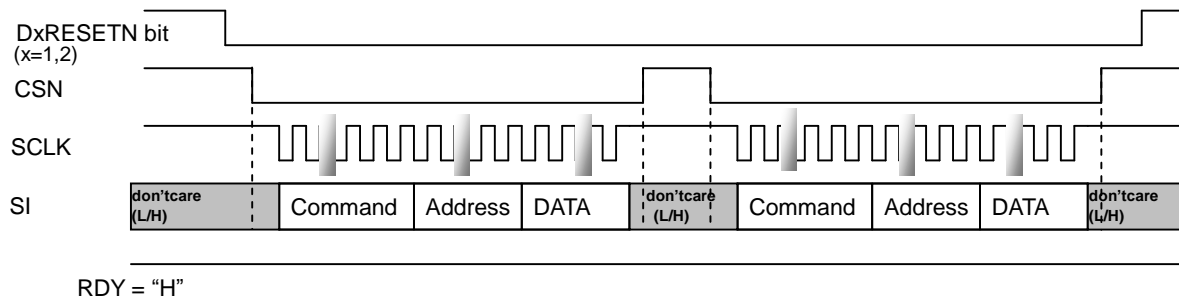 DxRESETN bit
(x=1,2)
CSN
SCLK
SI
don'tcare
(L/H)
Command
Address
DATA
don'tcare
(L/H)
Command
Address
DATA
don'tcare
(L/H)
RDY = “H”